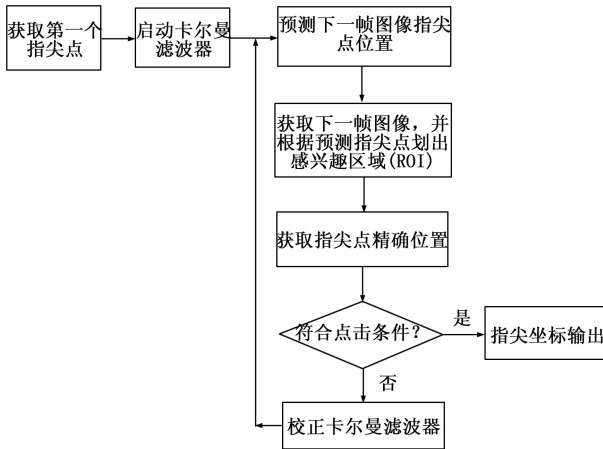 获取第一个
指尖点
启动卡尔曼
滤波器
预测下一帧图像指尖
点位置
获取下一帧图像，并
根据预测指尖点划出
感兴趣区域(ROI)
获取指尖点精确位置
符合点击条件?
是
指尖坐标输出
否
校正卡尔曼滤波器